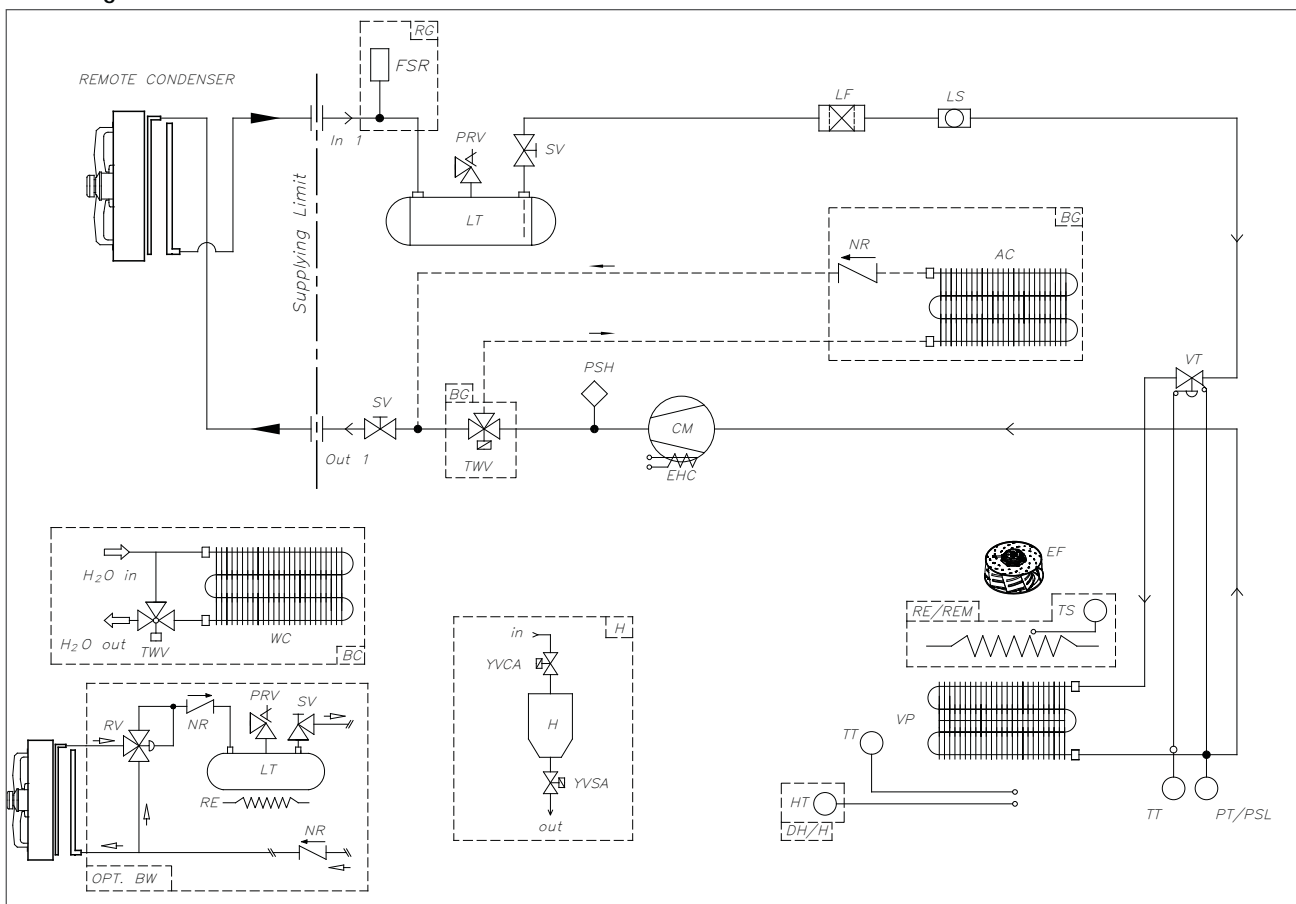 RG
FSR
REMOTE CONDENSER
LF
LS
In 1
PRV
SV
LT
Supplying Limit
BG
NR
AC
VT
PSH
BG
SV
CM
Out 1
TWV
EHC
EF
H₂O in
RE/REM
TS
H₂O out
TWV
WC
BC
in
H
YVCA
PRV
SV
RV
NR
H
VP
TT
LT
YVSA
RE
HT
TT
PT/PSL
out
DH/H
NR
OPT. BW